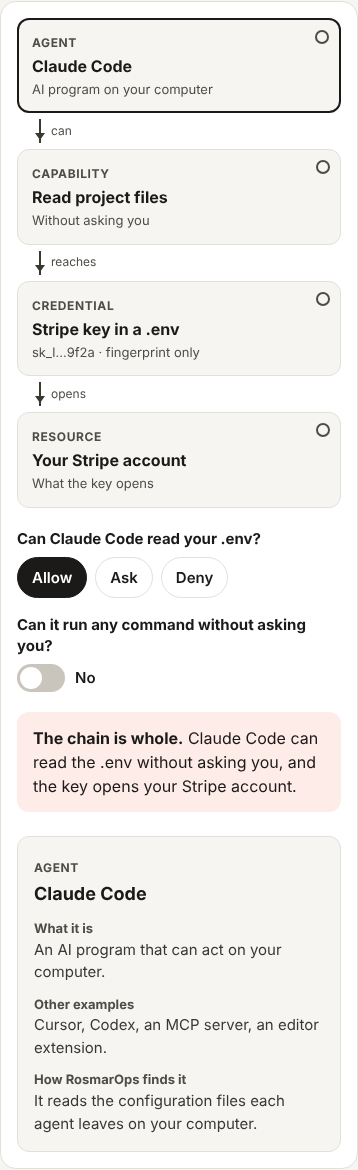 AGENT
Claude Code
AI program on your computer
can
CAPABILITY
Read project files
Without asking you
reaches
CREDENTIAL
Stripe key in a .env
sk_l...9f2a · fingerprint only
opens
RESOURCE
Your Stripe account
What the key opens
Can Claude Code read your .env?
Allow Ask Deny
Can it run any command without asking
you?
No
The chain is whole. Claude Code can
read the .env without asking you, and
the key opens your Stripe account.
AGENT
Claude Code
What it is
An AI program that can act on your
computer.
Other examples
Cursor, Codex, an MCP server, an editor
extension.
How RosmarOps finds it
It reads the configuration files each
agent leaves on your computer.